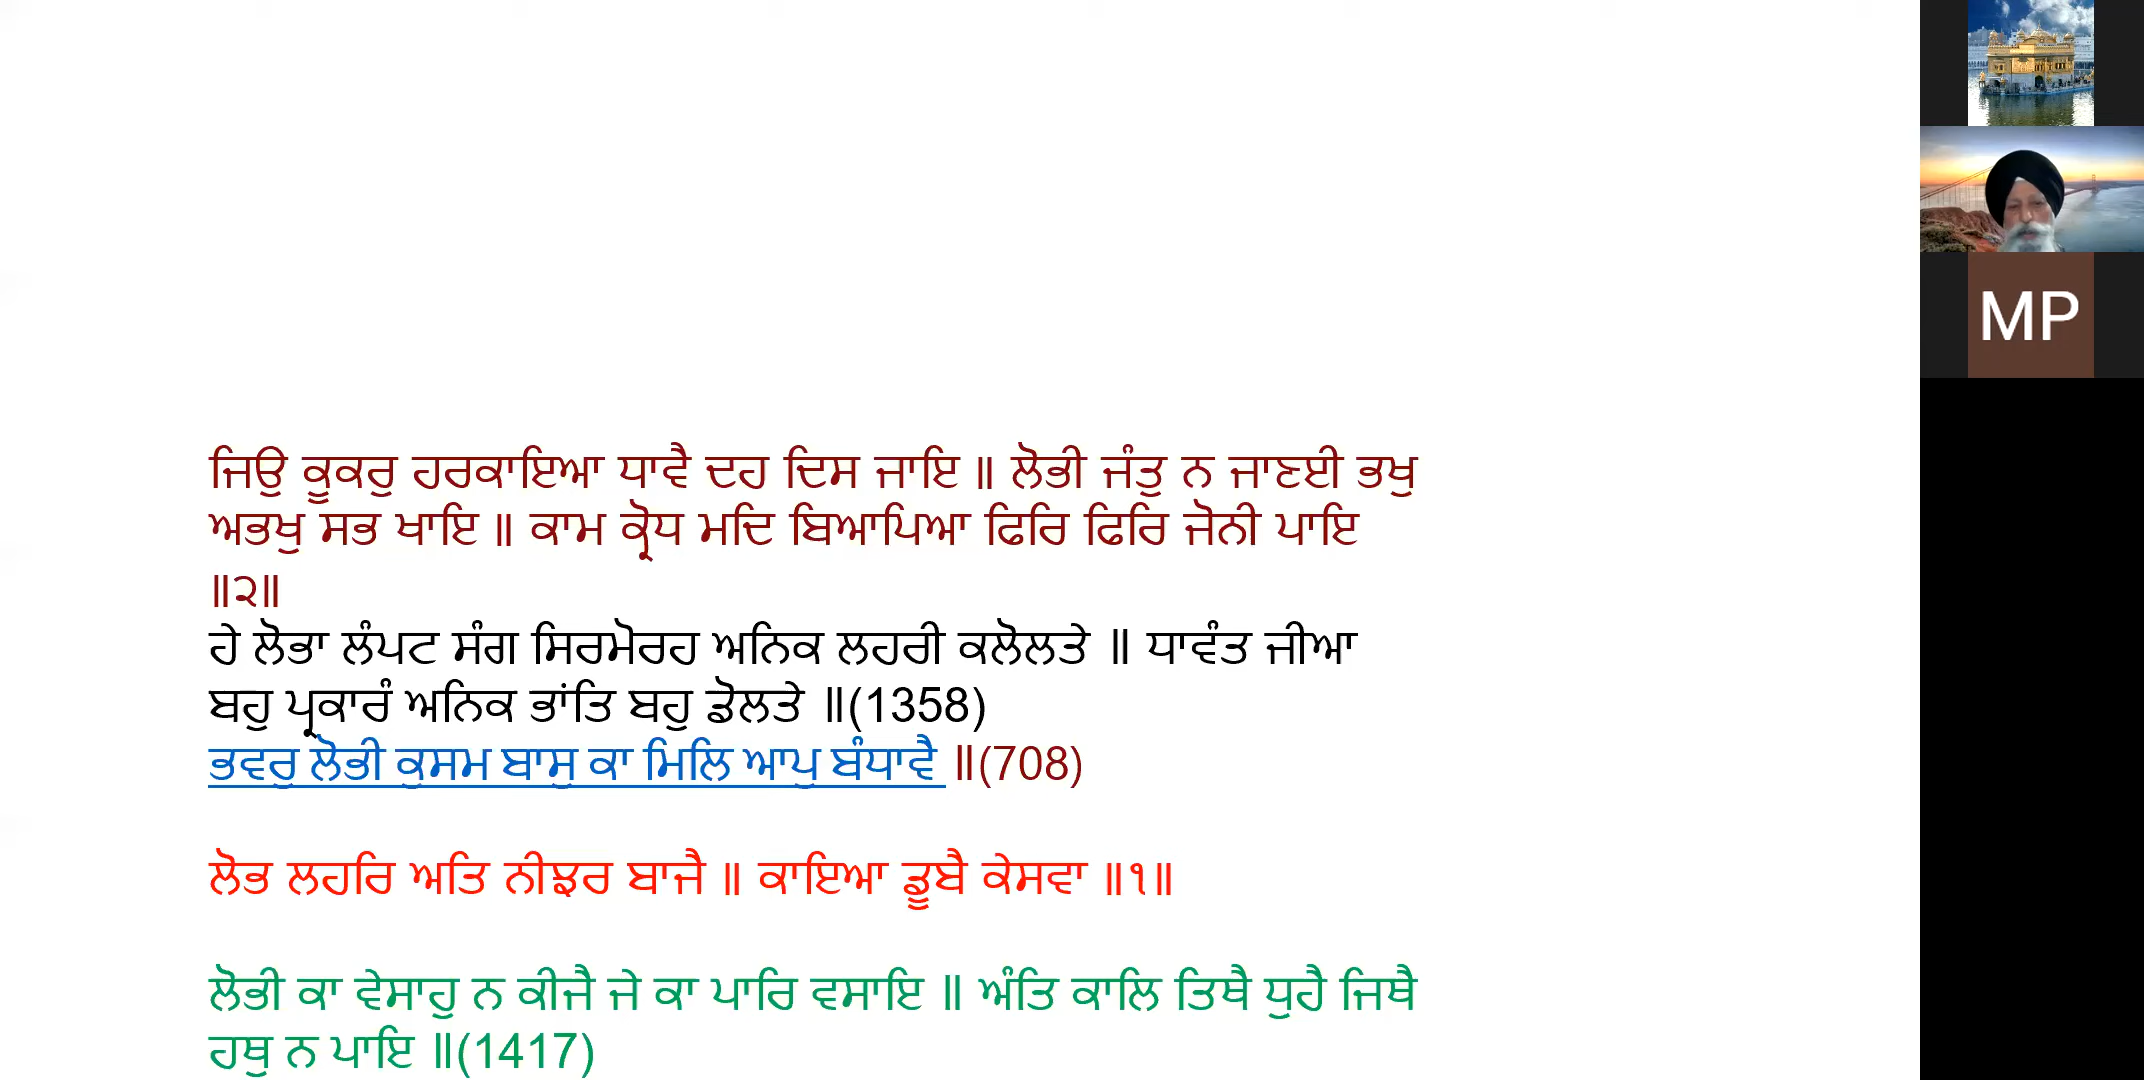 ਜਿਉ ਕੂਕਰੁ ਹਰਕਾਇਆ ਧਾਵੈ ਦਹ ਦਿਸ ਜਾਇ ॥ ਲੋਭੀ ਜੰਤੁ ਨ ਜਾਣਈ ਭਖੁ
ਅਭਖੁ ਸਭ ਖਾਇ ॥ ਕਾਮ ਕ੍ਰੋਧ ਮਦਿ ਬਿਆਪਿਆ ਫਿਰਿ ਫਿਰਿ ਜੋਨੀ ਪਾਇ
॥੨॥
ਹੇ ਲੋਭਾ ਲੰਪਟ ਸੰਗ ਸਿਰਮੋਰਹ ਅਨਿਕ ਲਹਰੀ ਕਲੋਲਤੇ ॥ ਧਾਵੰਤ ਜੀਆ
ਬਹੁ ਪ੍ਰਕਾਰੰ ਅਨਿਕ ਭਾਂਤਿ ਬਹੁ ਡੋਲਤੇ ॥(1358)
ਭਵਰੁ ਲੋਭੀ ਕੁਸਮ ਬਾਸੁ ਕਾ ਮਿਲਿ ਆਪੁ ਬੰਧਾਵੈ ॥(708)
ਲੋਭ ਲਹਰਿ ਅਤਿ ਨੀਝਰ ਬਾਜੈ ॥ ਕਾਇਆ ਡੂਬੈ ਕੇਸਵਾ ॥੧॥
ਲੋਭੀ ਕਾ ਵੇਸਾਹੁ ਨ ਕੀਜੈ ਜੇ ਕਾ ਪਾਰਿ ਵਸਾਇ ॥ ਅੰਤਿ ਕਾਲਿ ਤਿਥੈ ਧੁਹੈ ਜਿਥੈ
ਹਥੁ ਨ ਪਾਇ ॥(1417)
MP